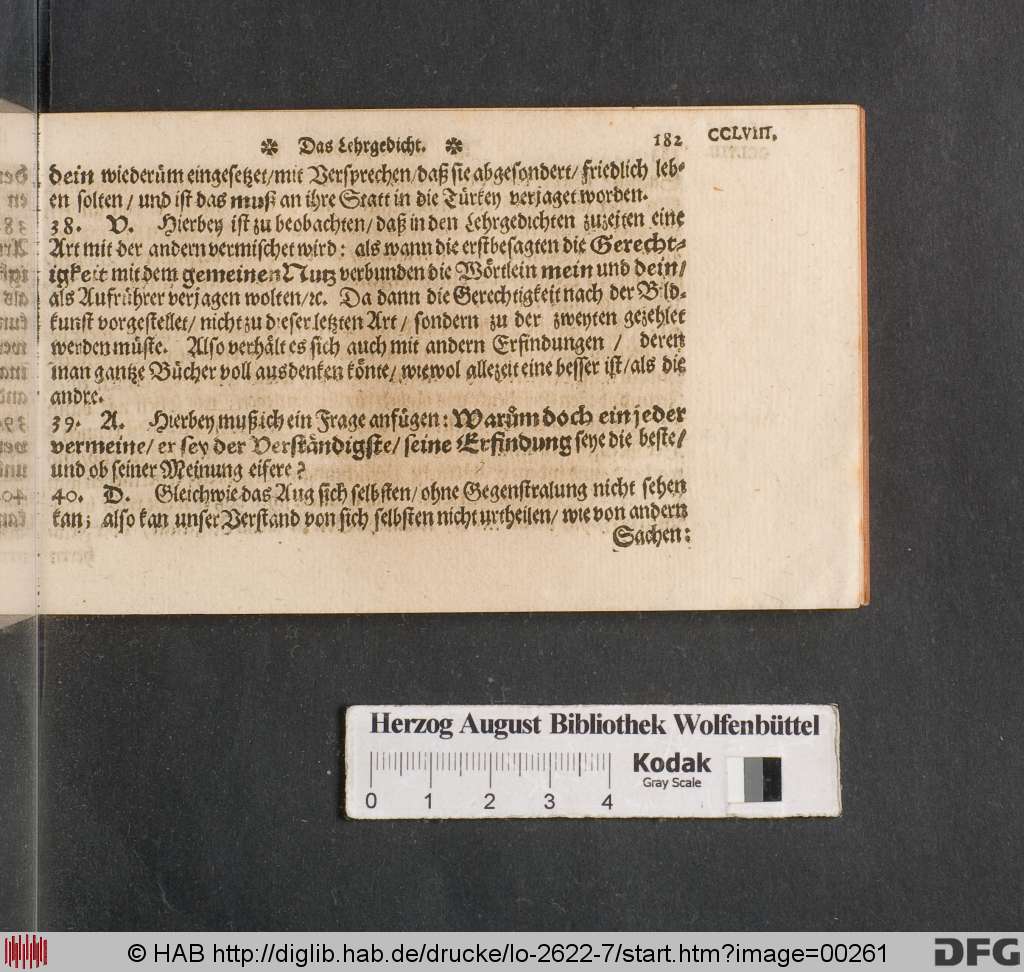 Das Lehrgedicht. 182 CCLVIII.
dein wiederüm eingesetzet/ mit Versprechen/ daß sie abgesondert/ friedlich leb-
en solten/ und ist das muß an ihre Statt in die Türkey verjaget worden.
38. V. Hierbey ist zu beobachten/ daß in den Lehrgedichten zuzeiten eine
Art mit der andern vermischet wird: als wann die erstbesagten die Gerecht-
igkeit mit dem gemeinen Nutz verbunden die Wörtlein mein und dein/
als Aufrührer verjagen wolten/ ꝛc. Da dann die Gerechtigkeit nach der Bild-
kunst vorgestellet/ nicht zu dieser letzten Art/ sondern zu der zweyten gezehlet
werden müste. Also verhält es sich auch mit andern Erfindungen/ deren
man gantze Bücher voll ausdenken könte/ wiewol allezeit eine besser ist/ als die
andre.
39. A. Hierbey muß ich ein Frage anfügen: Warům doch ein jeder
vermeine/ er sey der Verständigste/ seine Erfindung seye die beste/
und ob seiner Meinung eifere?
40. D. Gleichwie das Aug sich selbsten/ ohne Gegenstralung nicht sehen
kan; also kan unser Verstand von sich selbsten nicht urtheilen/ wie von andern
Sachen:
Herzog August Bibliothek Wolfenbüttel
Kodak
Gray Scale
0 1 2 3 4
© HAB http://diglib.hab.de/drucke/lo-2622-7/start.htm?image=00261 DFG